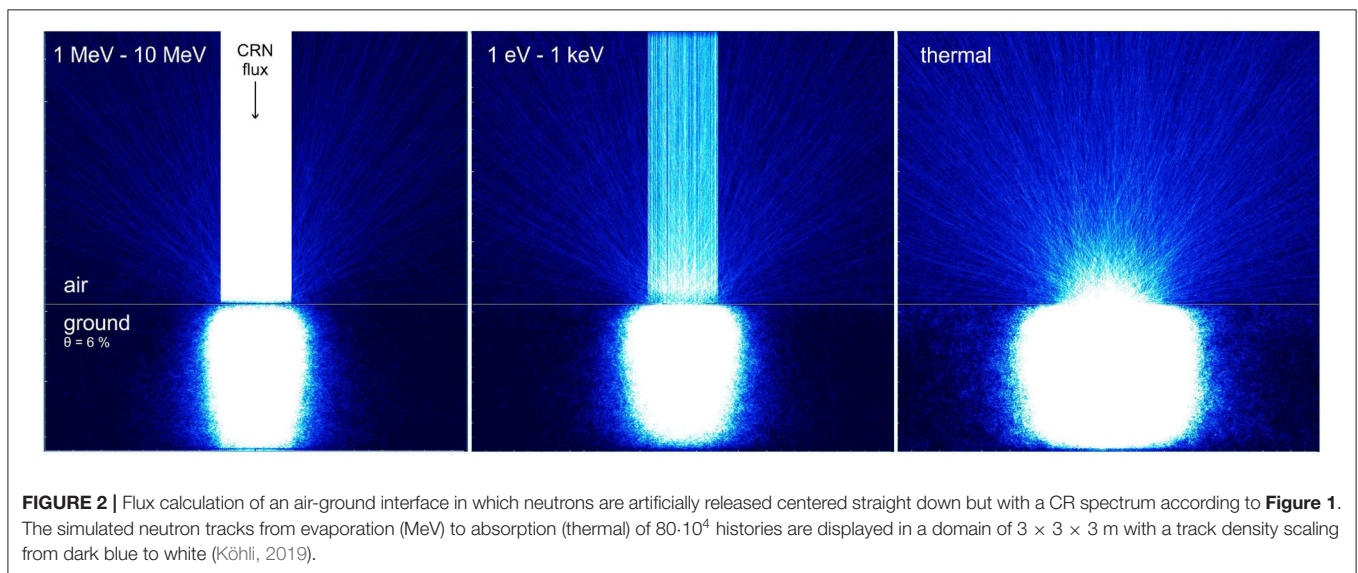 1 MeV - 10 MeV
CRN
flux
air
ground
θ = 6 %
1 eV - 1 keV
thermal
FIGURE 2 | Flux calculation of an air-ground interface in which neutrons are artificially released centered straight down but with a CR spectrum according to Figure 1.
The simulated neutron tracks from evaporation (MeV) to absorption (thermal) of 80·10⁴ histories are displayed in a domain of 3 × 3 × 3 m with a track density scaling
from dark blue to white (Köhli, 2019).